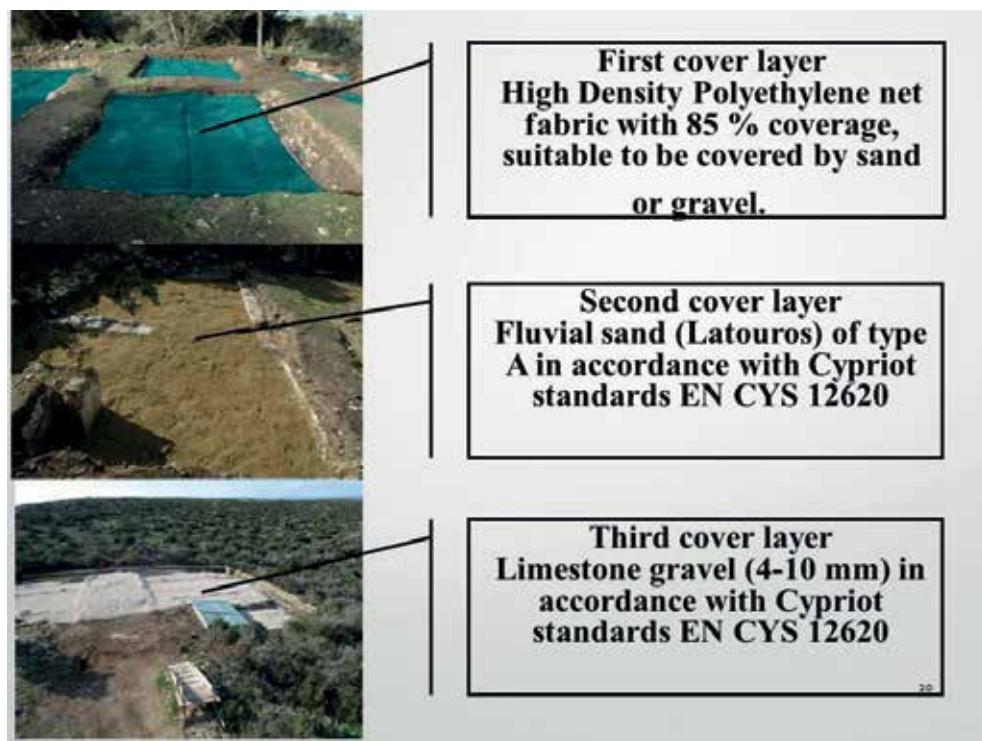 First cover layer
High Density Polyethylene net
fabric with 85 % coverage,
suitable to be covered by sand
or gravel.
Second cover layer
Fluvial sand (Latouros) of type
A in accordance with Cypriot
standards EN CYS 12620
Third cover layer
Limestone gravel (4-10 mm) in
accordance with Cypriot
standards EN CYS 12620
20